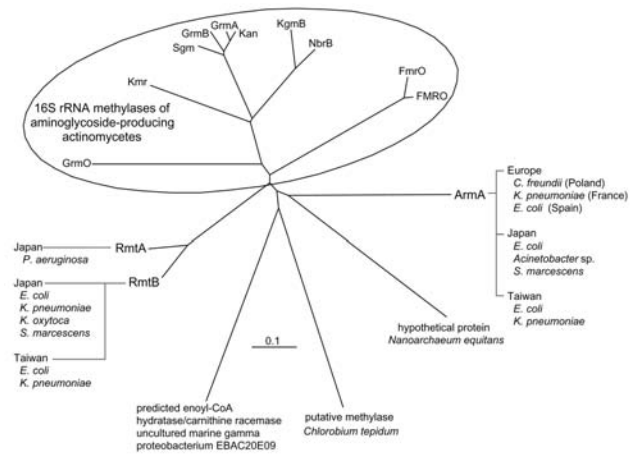 GrmA
KgmB
GrmB
Kan
Sgm
NbrB
FmrO
Kmr
FMRO
16S rRNA methylases of
aminoglycoside-producing
actinomycetes
GrmO
Europe
ArmA
C. freundii (Poland)
K. pneumoniae (France)
E. coli (Spain)
Japan
E. coli
Acinetobacter sp.
S. marcescens
Taiwan
E. coli
K. pneumoniae
Japan
RmtA
P. aeruginosa
Japan
RmtB
E. coli
K. pneumoniae
K. oxytoca
S. marcescens
Taiwan
E. coli
K. pneumoniae
hypothetical protein
Nanoarchaeum equitans
0.1
predicted enoyl-CoA
hydratase/carnithine racemase
uncultured marine gamma
proteobacterium EBAC20E09
putative methylase
Chlorobium tepidum